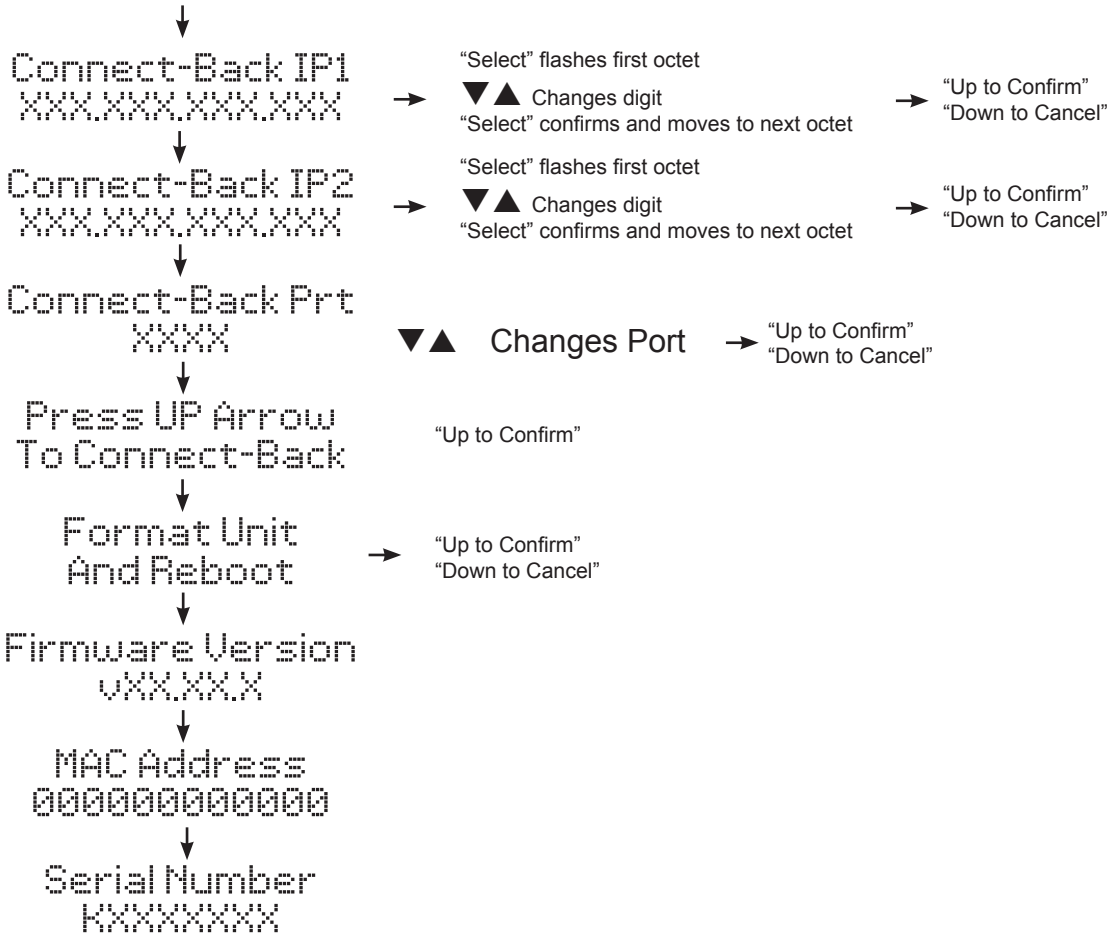 Connect-Back IP1
XXX.XXX.XXX.XXX
“Select” flashes first octet
▼▲ Changes digit
“Select” confirms and moves to next octet
“Up to Confirm”
“Down to Cancel”
Connect-Back IP2
XXX.XXX.XXX.XXX
“Select” flashes first octet
▼▲ Changes digit
“Select” confirms and moves to next octet
“Up to Confirm”
“Down to Cancel”
Connect-Back Prt
XXXX
▼▲ Changes Port
“Up to Confirm”
“Down to Cancel”
Press UP Arrow
To Connect-Back
“Up to Confirm”
Format Unit
And Reboot
“Up to Confirm”
“Down to Cancel”
Firmware Version
vXX.XX.X
MAC Address
000000000000
Serial Number
KXXXXXXX